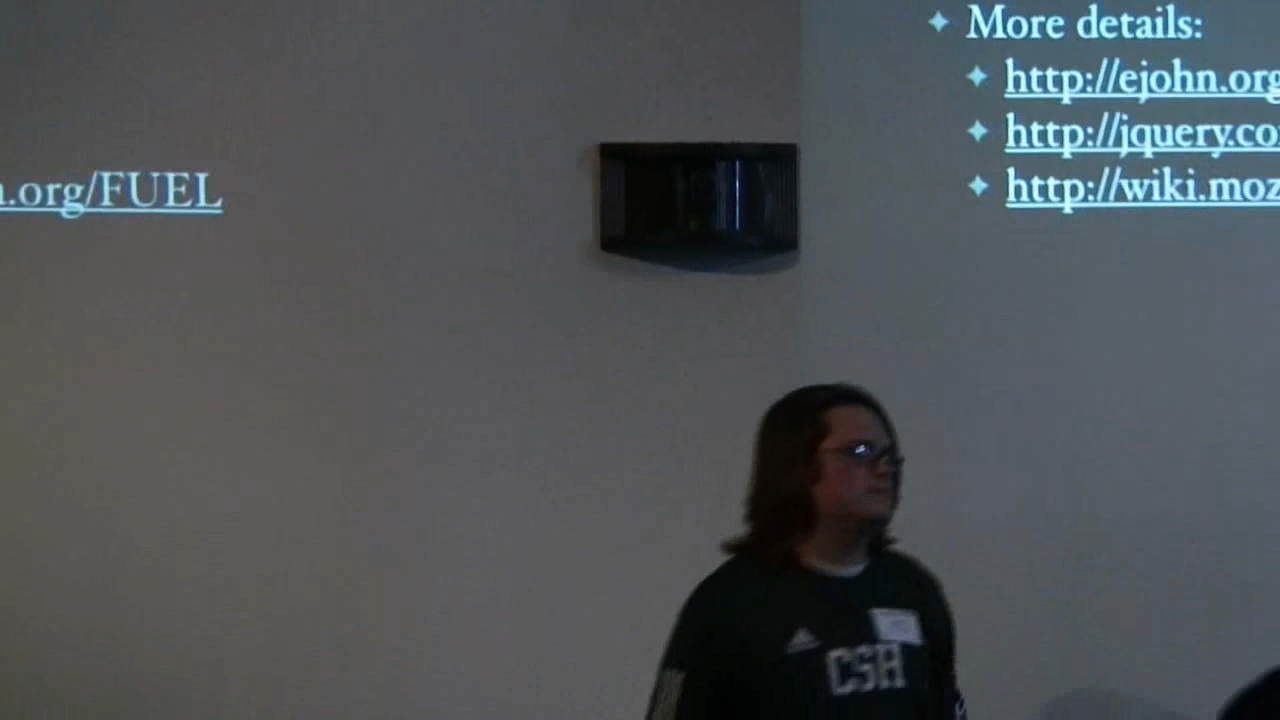 More details:
http://ejohn.org
http://jquery.co
http://wiki.moz
.org/FUEL
CSH